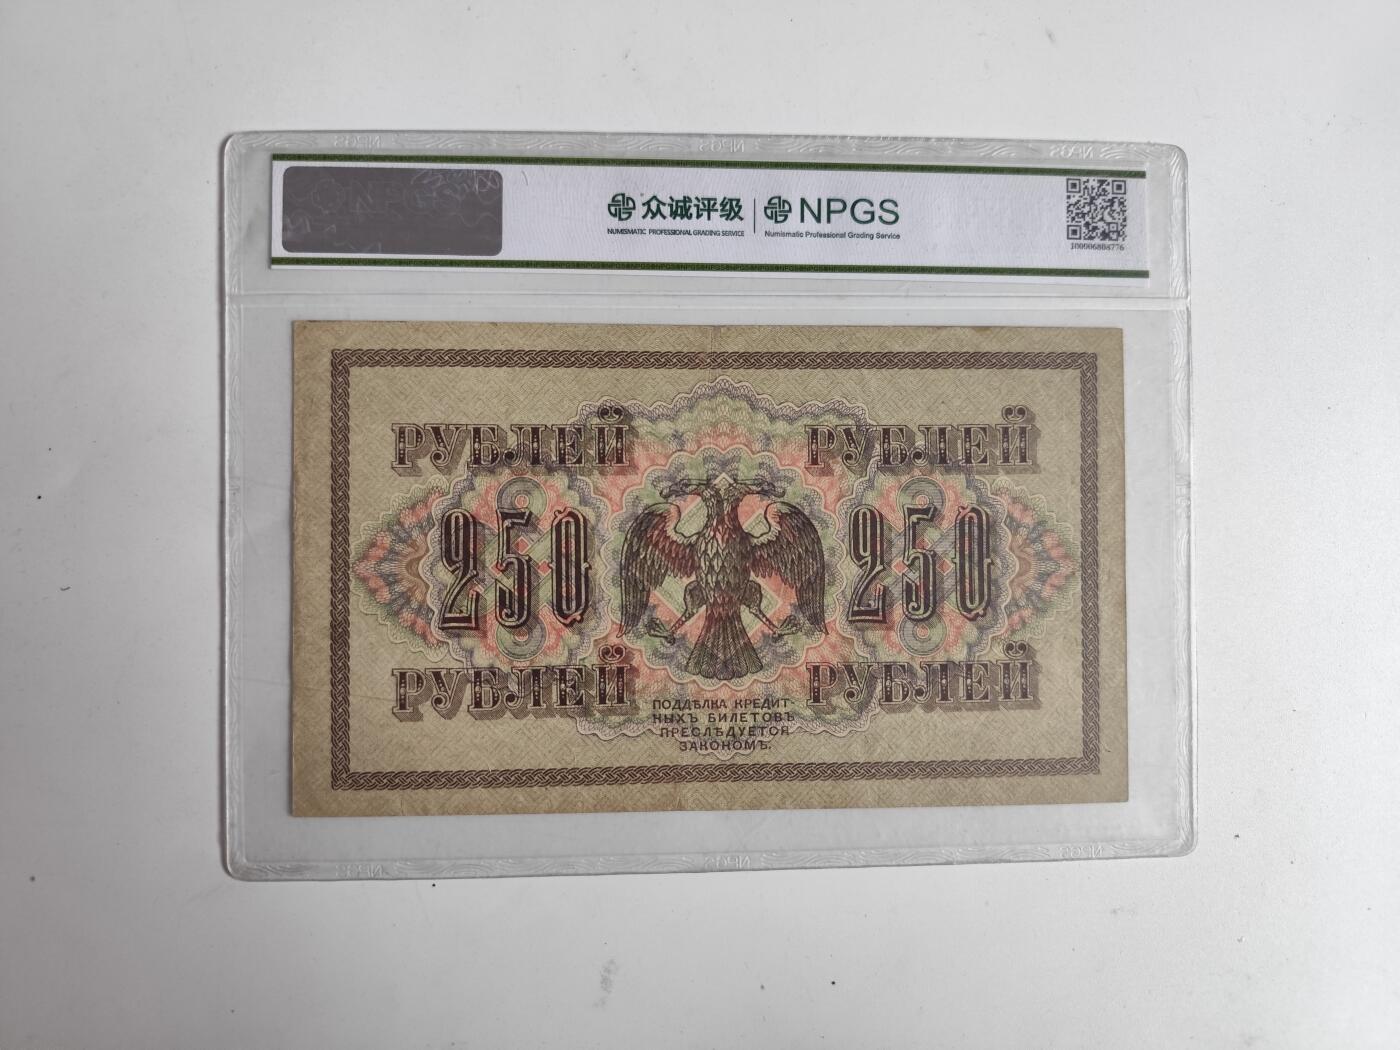 众诚评级 NPGS
NUMISMATIC PROFESSIONAL GRADING SERVICE Numismatic Professional Grading Service
100006808776
РУБЛЕЙ РУБЛЕЙ
250 250
РУБЛЕЙ РУБЛЕЙ
ПОДДѢЛКА КРЕДИТ-
НЫХЪ БИЛЕТОВЪ
ПРЕСЛѢДУЕТСЯ
ЗАКОНОМЪ.